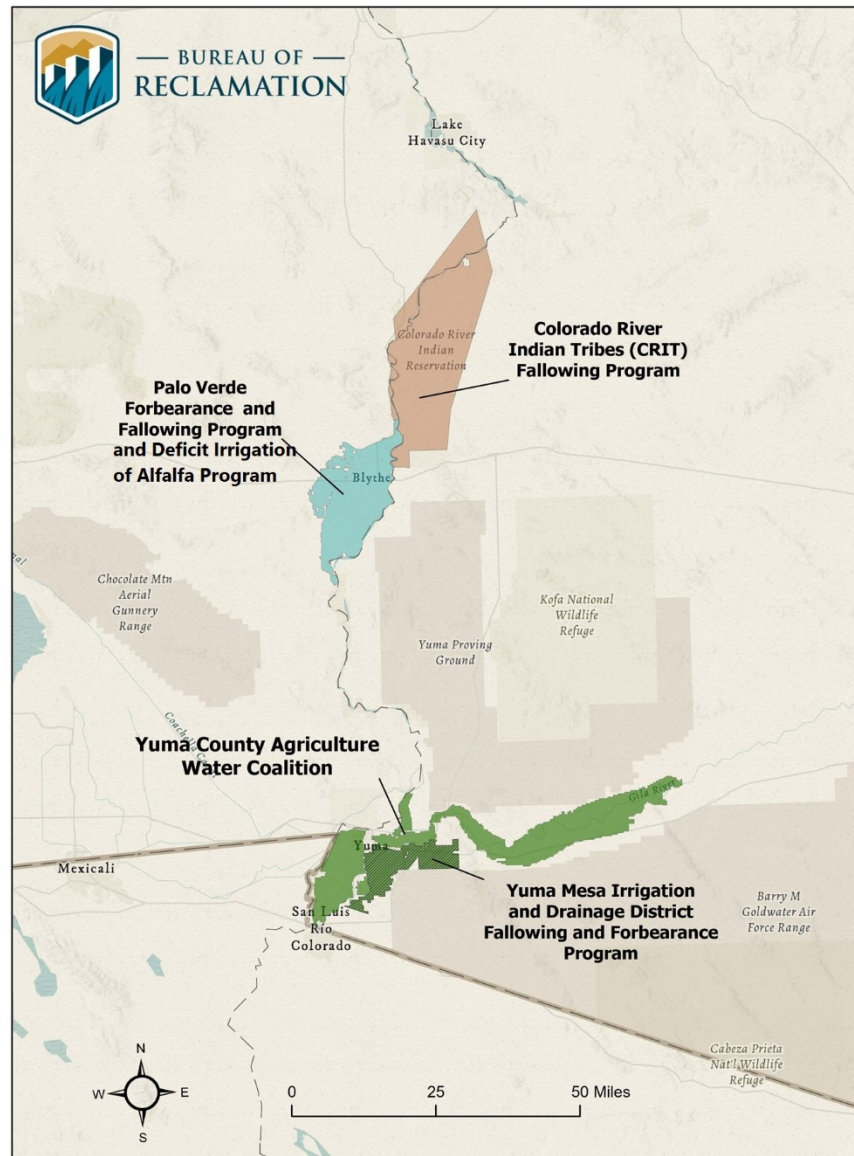 BUREAU OF
RECLAMATION
Lake
Havasu City
Colorado River
Indian
Reservation
Colorado River
Indian Tribes (CRIT)
Fallowing Program
Palo Verde
Forbearance and
Fallowing Program
and Deficit Irrigation
of Alfalfa Program
Blythe
Chocolate Mtn
Aerial
Gunnery
Range
Kofa National
Wildlife
Refuge
Yuma Proving
Ground
Coachella Canal
Yuma County Agriculture
Water Coalition
Gila River
Yuma
Mexicali
San Luis
Río
Colorado
Yuma Mesa Irrigation
and Drainage District
Fallowing and Forbearance
Program
Barry M
Goldwater Air
Force Range
Cabeza Prieta
Nat'l Wildlife
Refuge
N
W
E
S
0
25
50 Miles